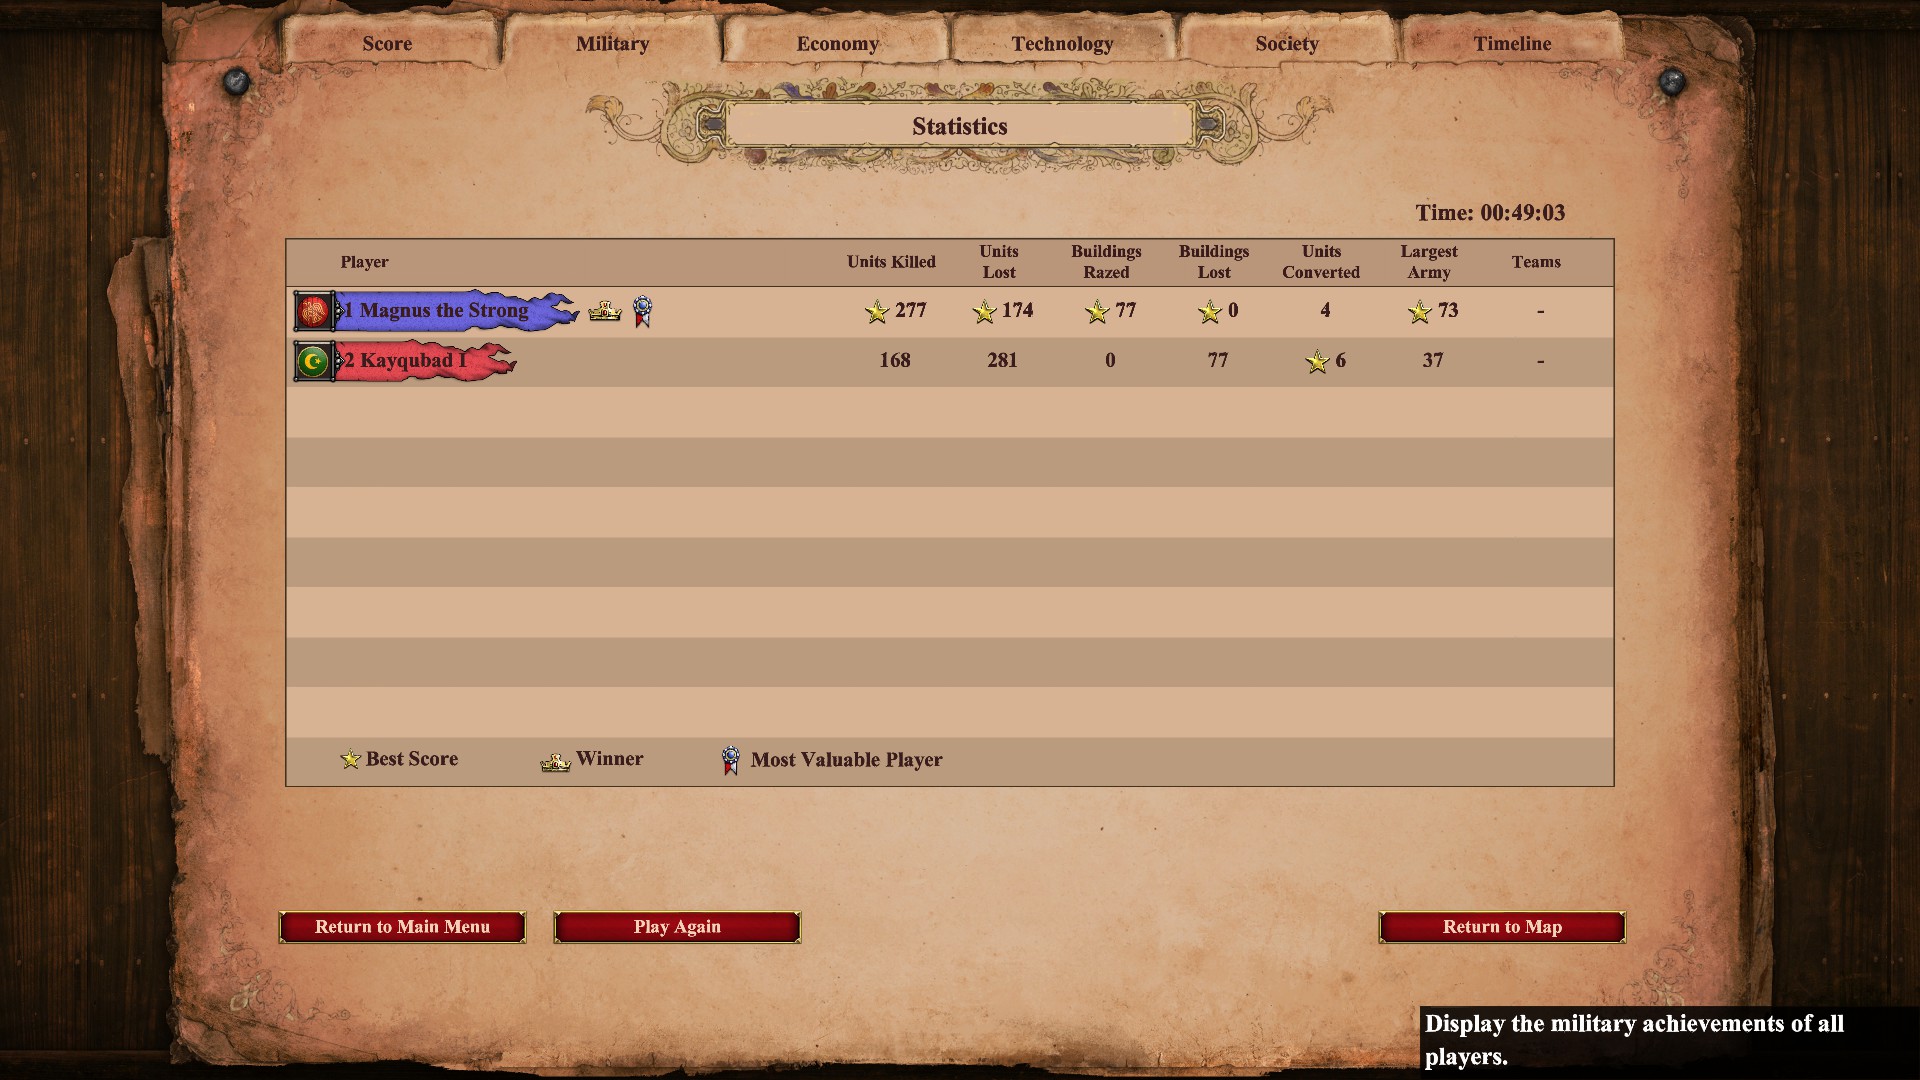 Score Military Economy Technology Society Timeline
Statistics
Time: 00:49:03
Player Units Killed Units Lost Buildings Razed Buildings Lost Units Converted Largest Army Teams
1 Magnus the Strong 277 174 77 0 4 73 -
2 Kayqubad I 168 281 0 77 6 37 -
Best Score Winner Most Valuable Player
Return to Main Menu Play Again Return to Map
Display the military achievements of all
players.